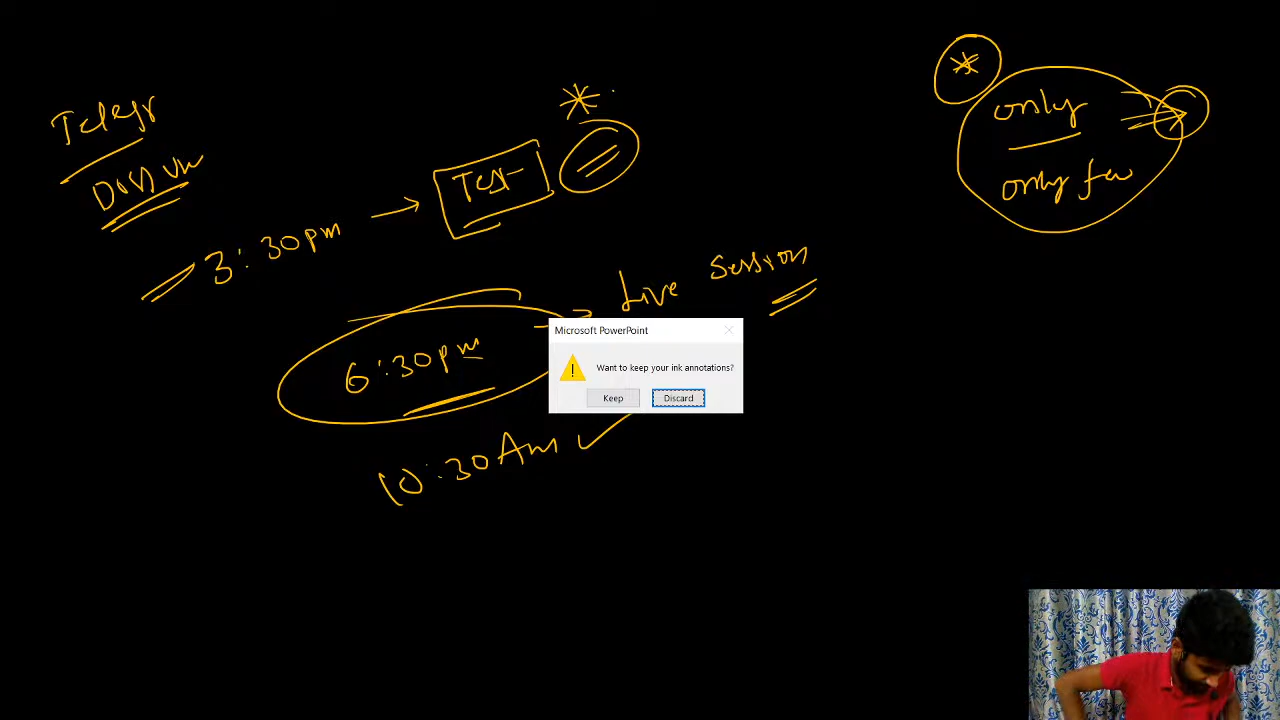 Telegr
3:30pm → Test
*
only
only few
Live Session
6:30pm
10:30Am ✓
Microsoft PowerPoint
Want to keep your ink annotations?
Keep
Discard